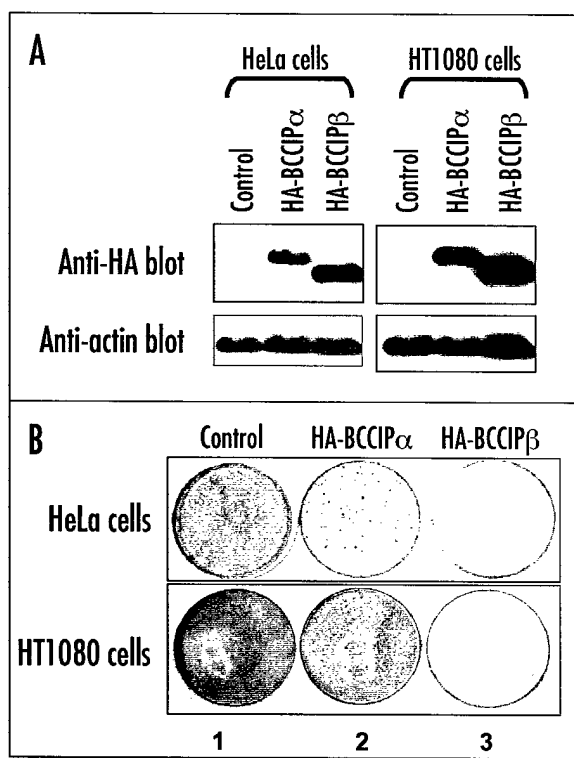 A
HeLa cells
HT1080 cells
Control
HA-BCCIPα
HA-BCCIPβ
Control
HA-BCCIPα
HA-BCCIPβ
Anti-HA blot
Anti-actin blot
B
Control
HA-BCCIPα
HA-BCCIPβ
HeLa cells
HT1080 cells
1
2
3